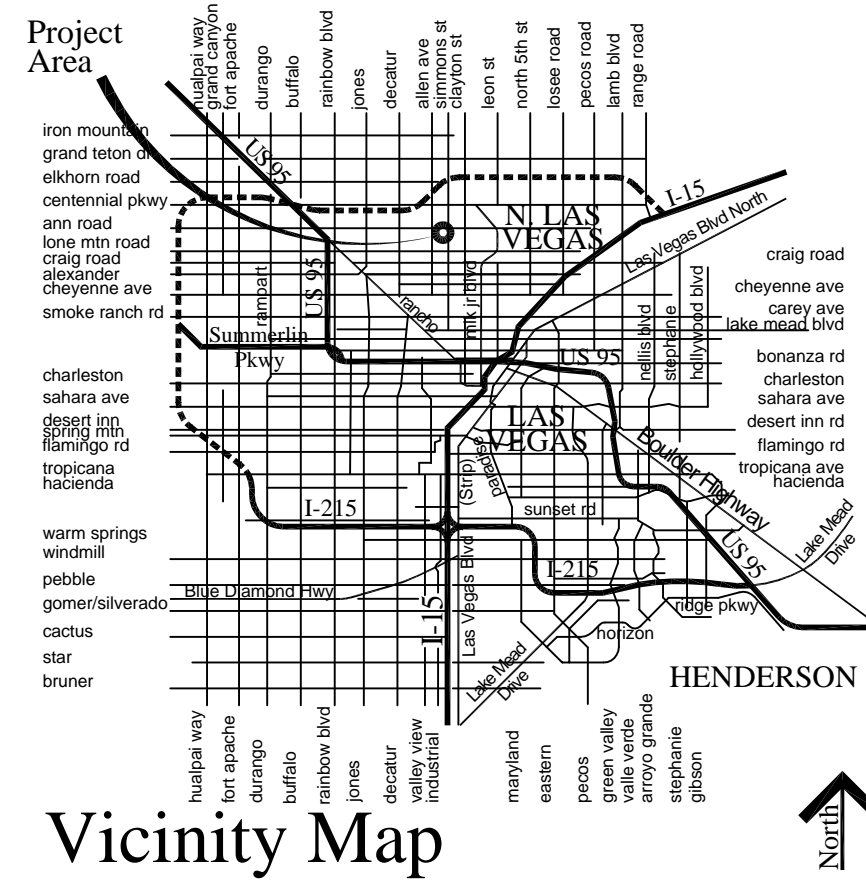 Project
Area
hualpai way
grand canyon
fort apache
durango
buffalo
rainbow blvd
jones
decatur
allen ave
simmons st
clayton st
leon st
north 5th st
losee road
pecos road
lamb blvd
range road
iron mountain
grand teton dr
elkhorn road
centennial pkwy
ann road
lone mtn road
craig road
alexander
cheyenne ave
smoke ranch rd
charleston
sahara ave
desert inn
spring mtn
flamingo rd
tropicana
hacienda
warm springs
windmill
pebble
gomer/silverado
cactus
star
bruner
US 95
I-15
N. LAS
VEGAS
Las Vegas Blvd North
US 95
rampart
rancho
mlk jr blvd
Summerlin
Pkwy
US 95
nellis blvd
stephanie
hollywood blvd
craig road
cheyenne ave
carey ave
lake mead blvd
bonanza rd
charleston
sahara ave
desert inn rd
flamingo rd
tropicana ave
hacienda
LAS
VEGAS
Boulder Highway
paradise
(Strip)
Las Vegas Blvd
I-215
sunset rd
US 95
Lake Mead
Drive
I-215
Blue Diamond Hwy
I-15
ridge pkwy
horizon
Lake Mead
Drive
HENDERSON
hualpai way
fort apache
durango
buffalo
rainbow blvd
jones
decatur
valley view
industrial
maryland
eastern
pecos
green valley
valle verde
arroyo grande
stephanie
gibson
Vicinity Map
North